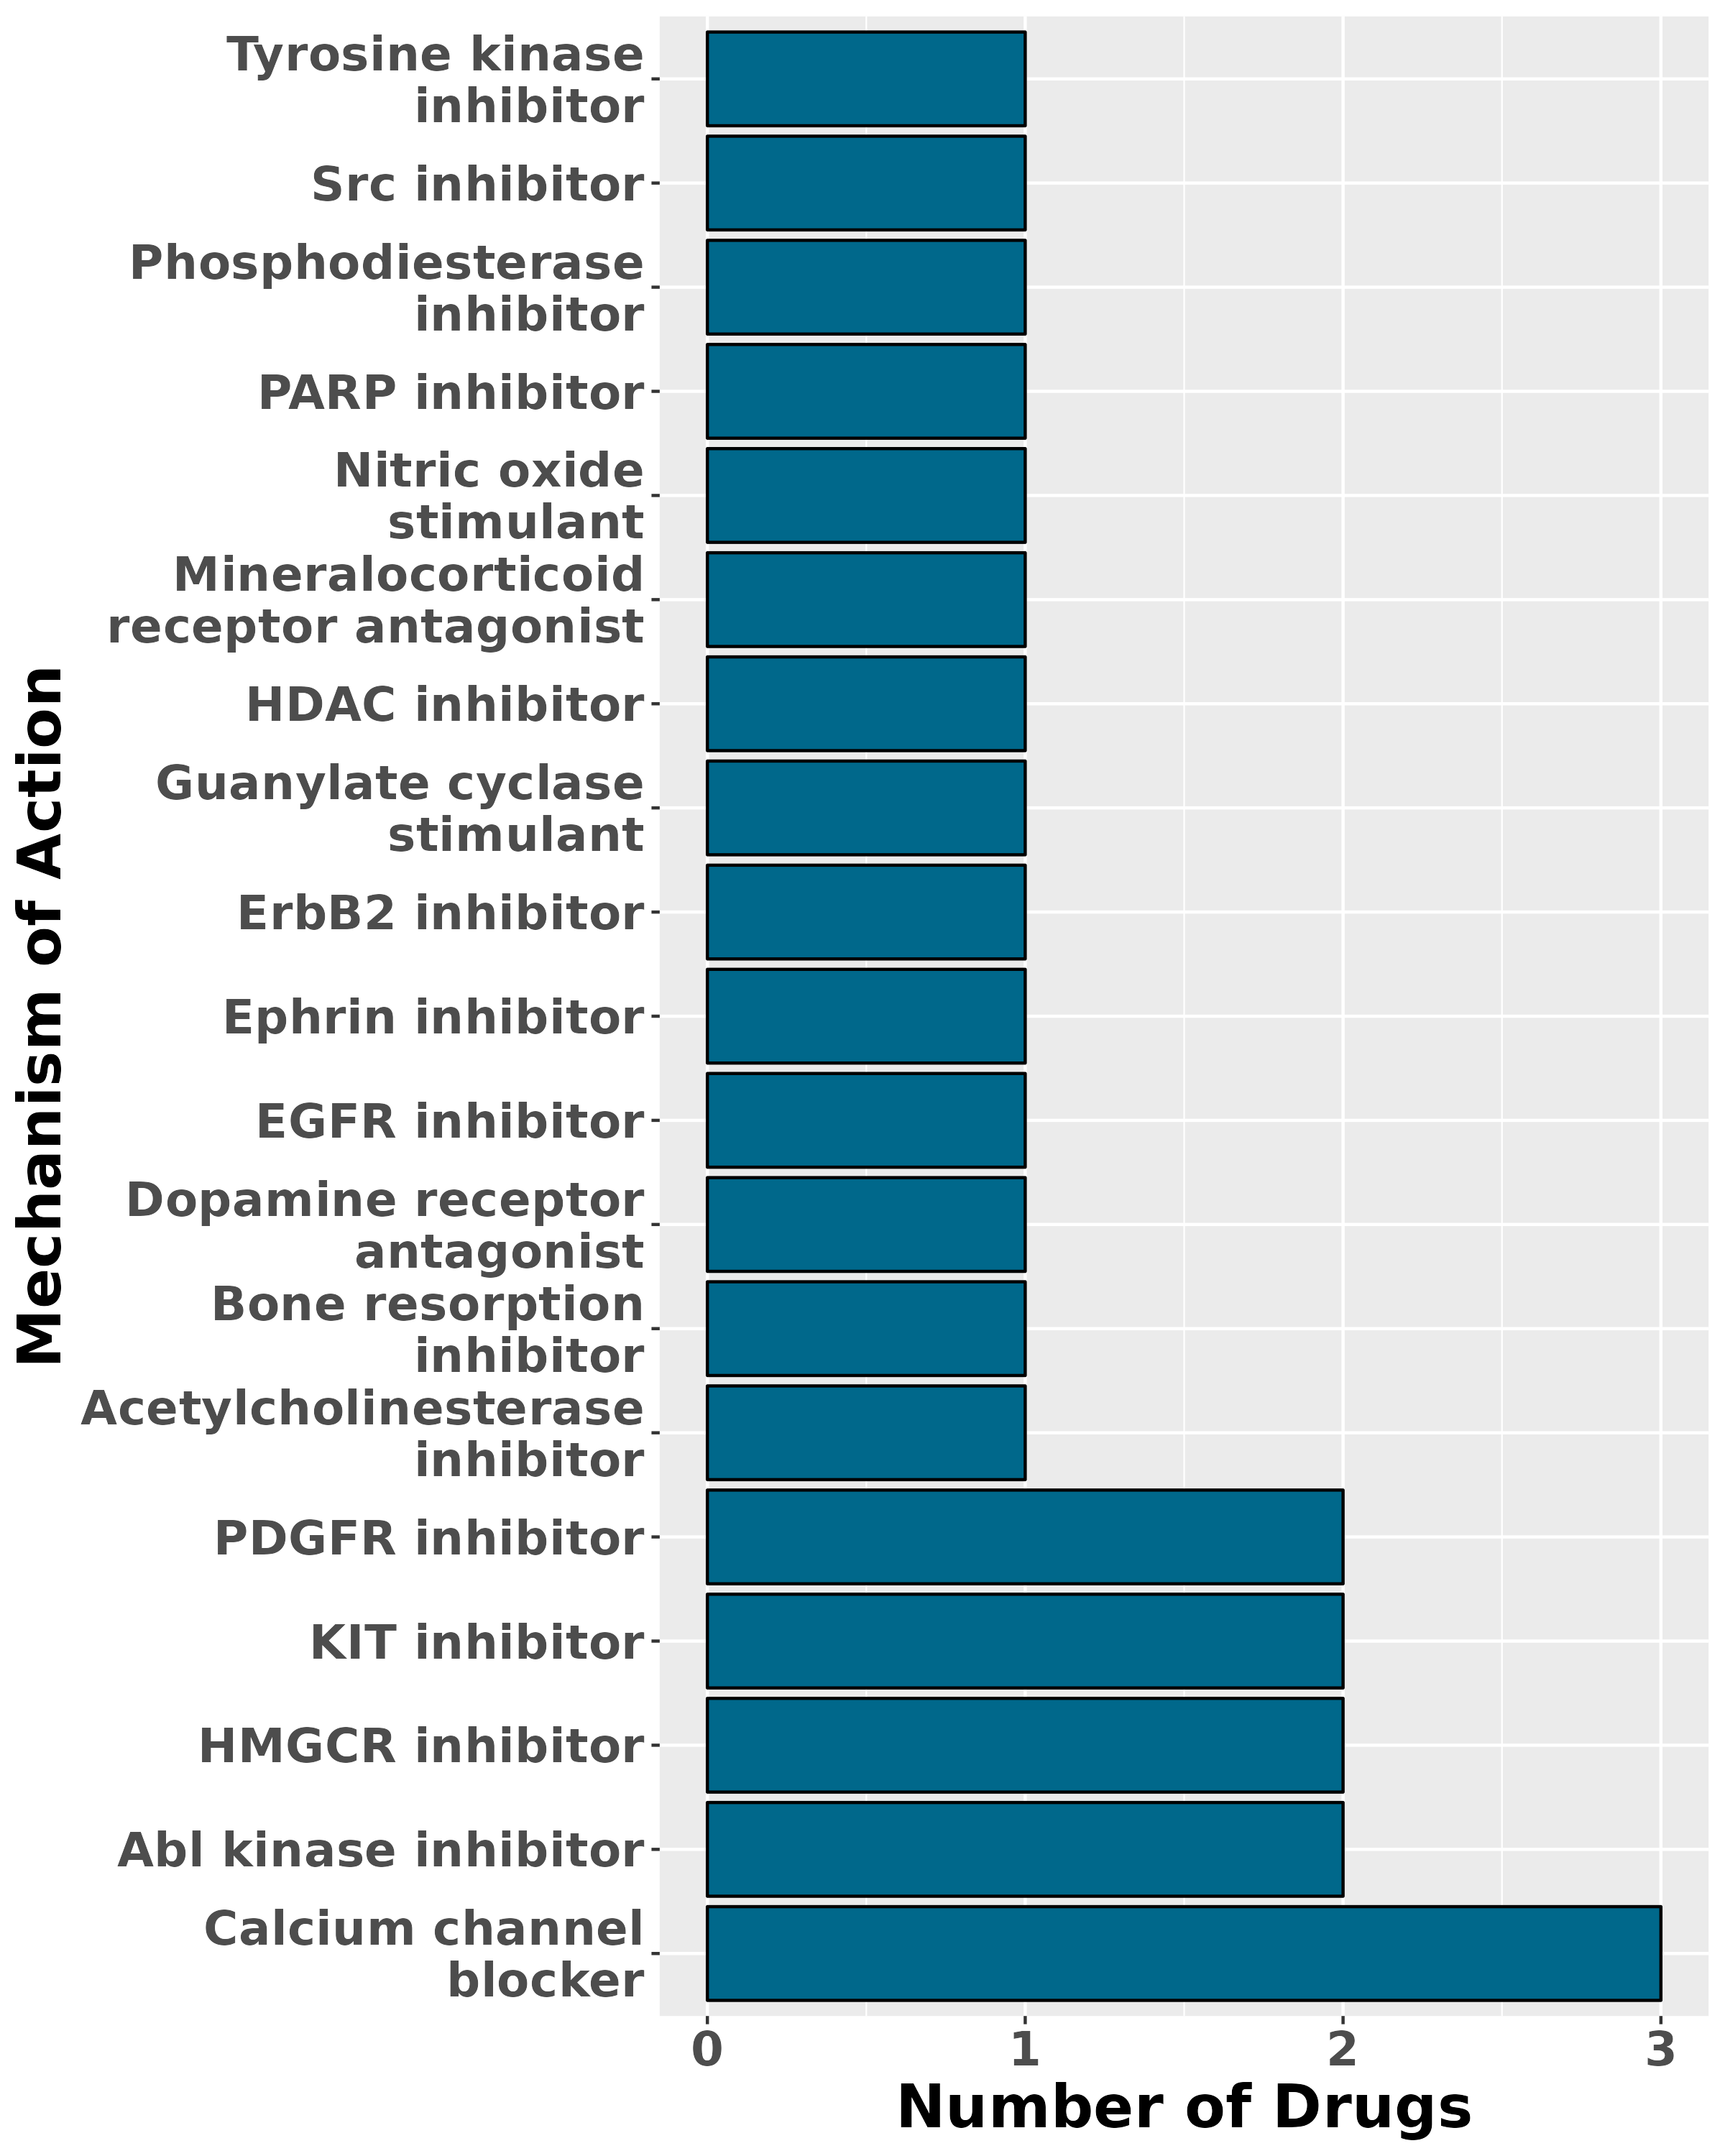 Tyrosine kinase
inhibitor
Src inhibitor
Phosphodiesterase
inhibitor
PARP inhibitor
Nitric oxide
stimulant
Mineralocorticoid
receptor antagonist
HDAC inhibitor
Guanylate cyclase
stimulant
ErbB2 inhibitor
Ephrin inhibitor
EGFR inhibitor
Dopamine receptor
antagonist
Bone resorption
inhibitor
Acetylcholinesterase
inhibitor
PDGFR inhibitor
KIT inhibitor
HMGCR inhibitor
Abl kinase inhibitor
Calcium channel
blocker
Mechanism of Action
0 1 2 3
Number of Drugs